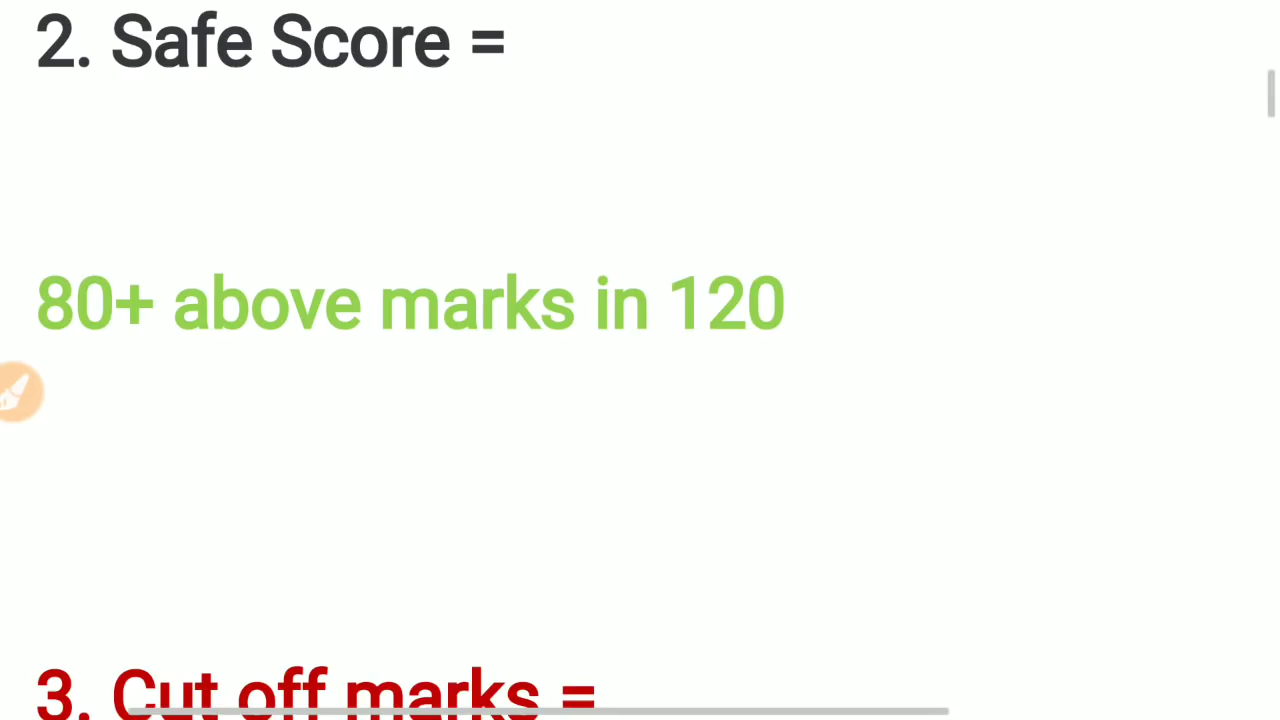 2. Safe Score =
80+ above marks in 120
3. Cut off marks =